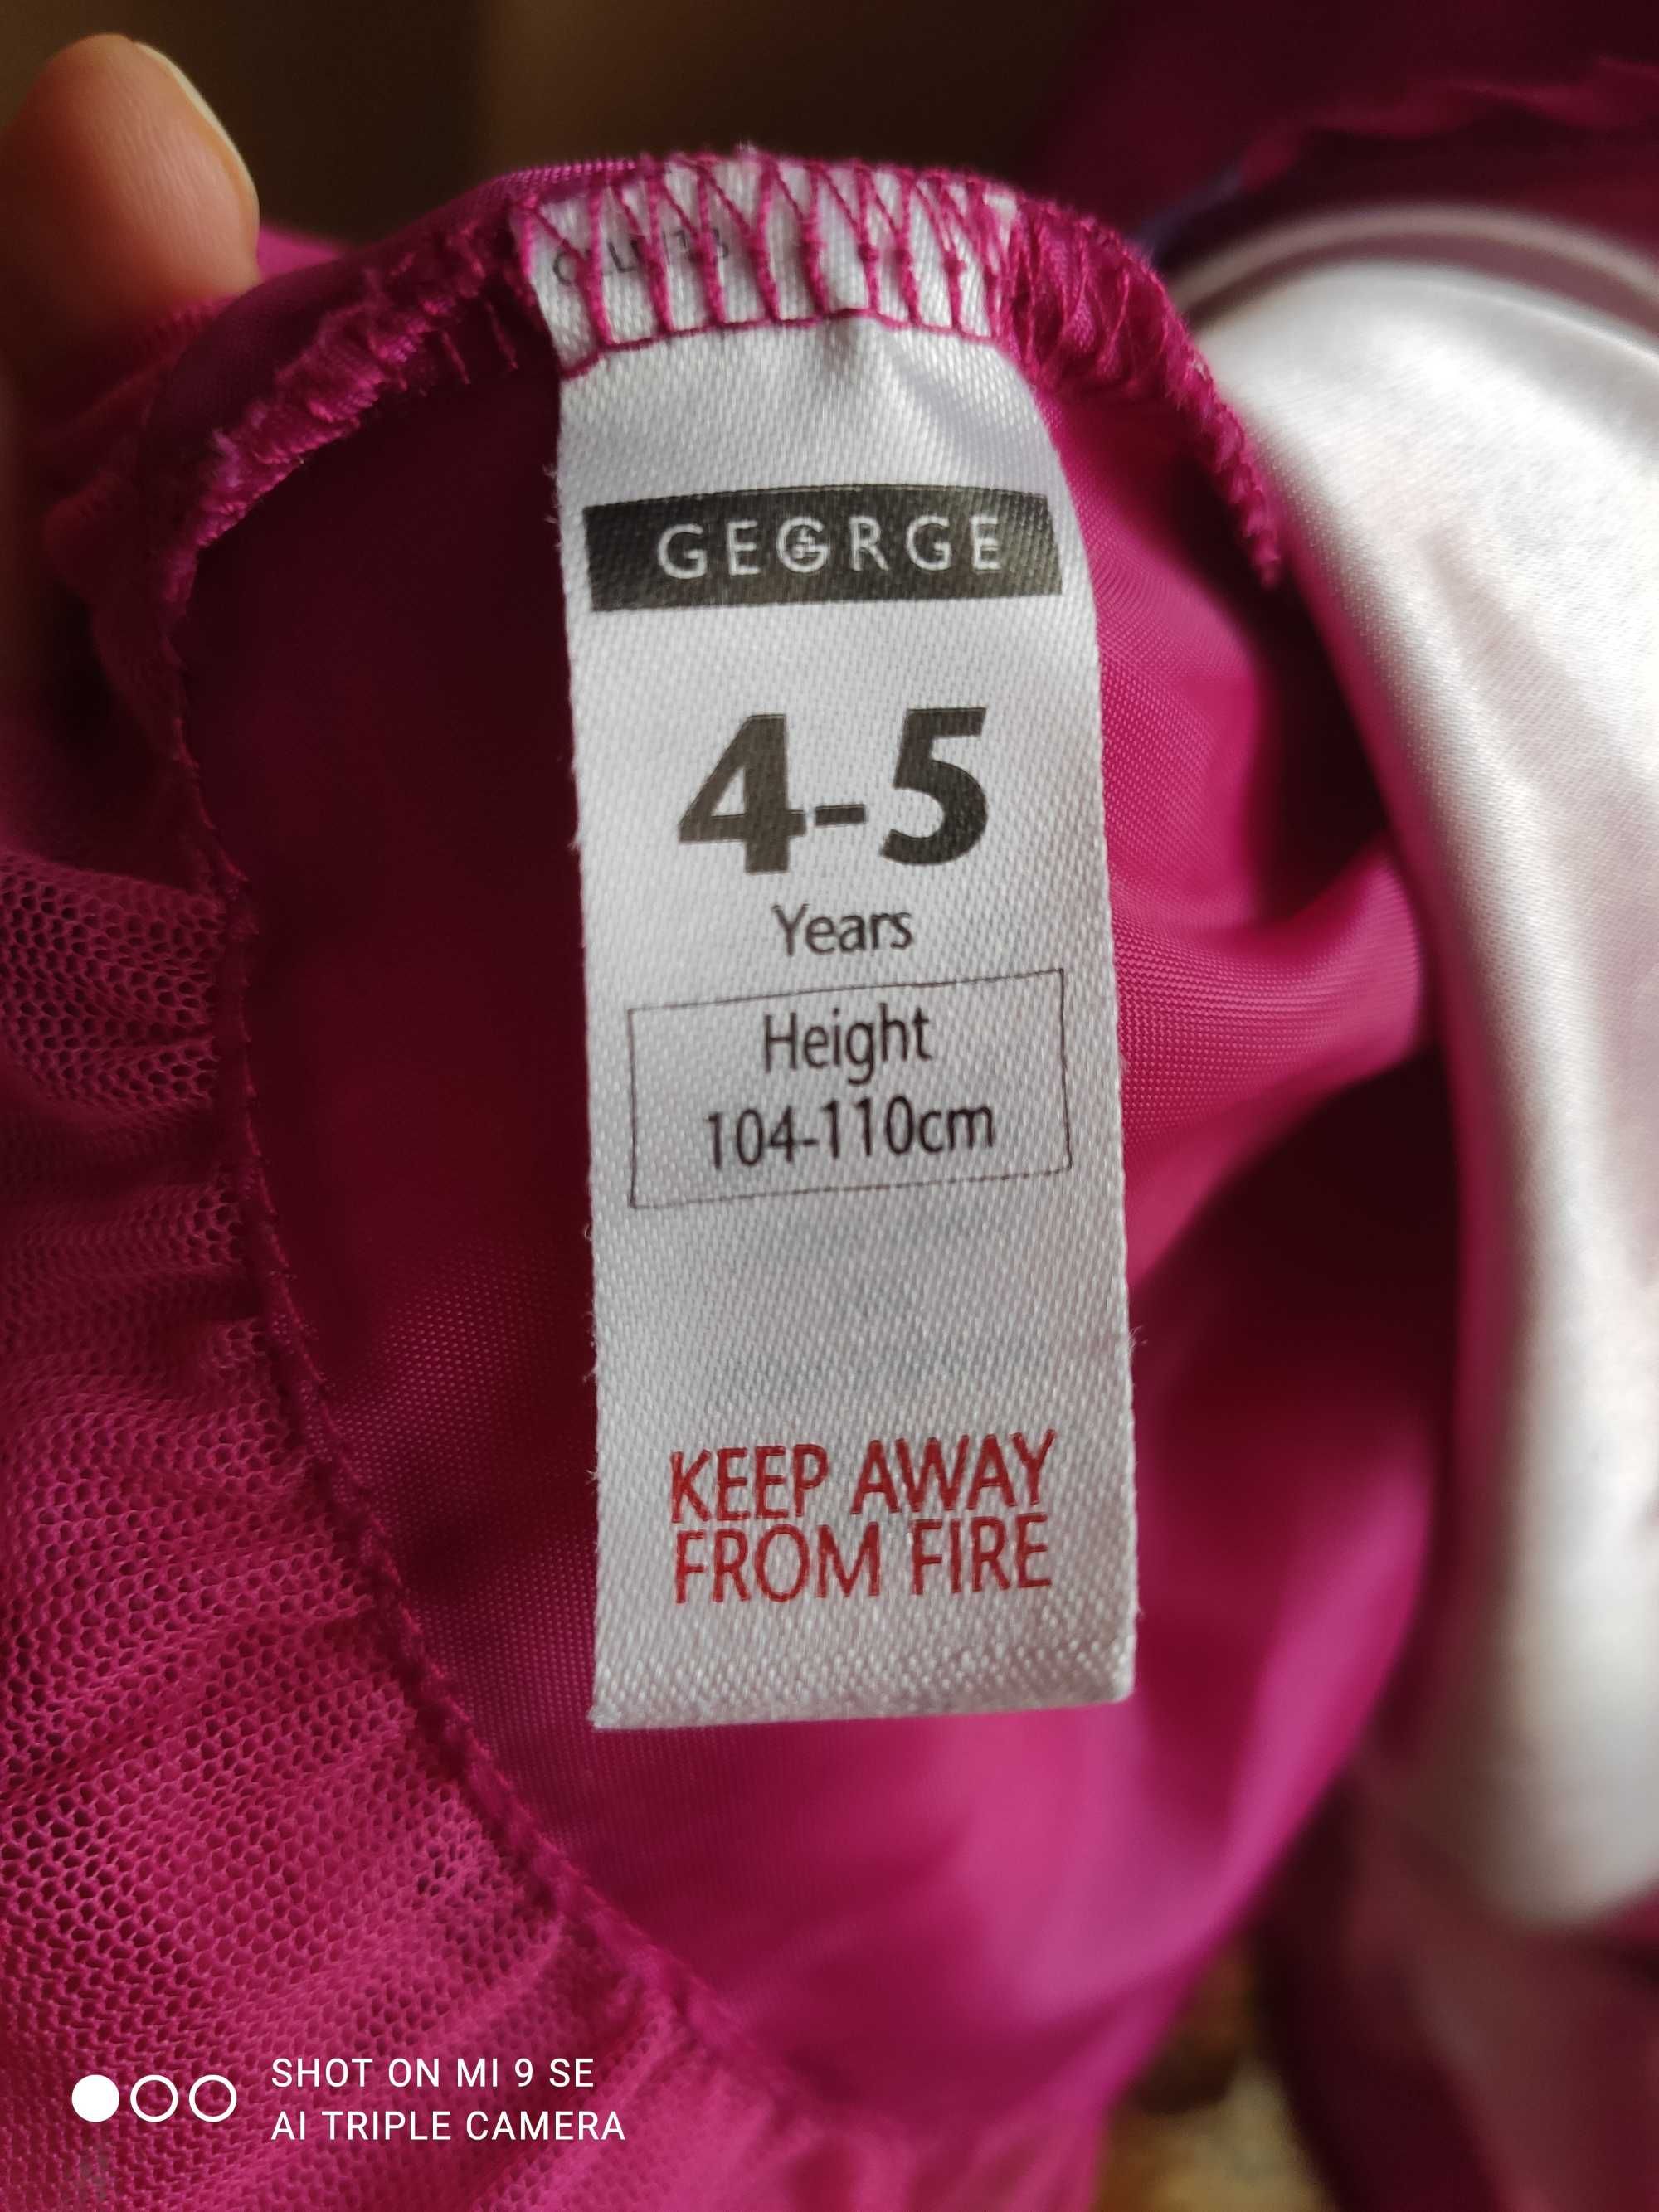 GEORGE
4-5
Years
Height
104-110cm
KEEP AWAY
FROM FIRE
SHOT ON MI 9 SE
AI TRIPLE CAMERA